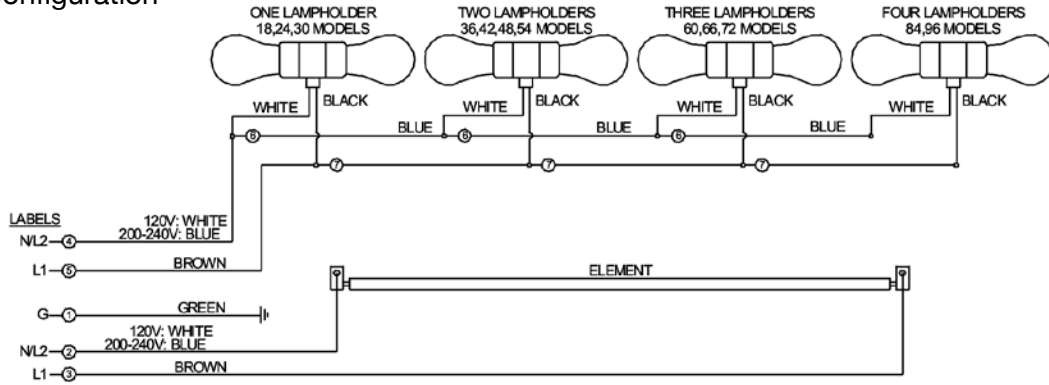 onfiguration
ONE LAMPHOLDER
18,24,30 MODELS
TWO LAMPHOLDERS
36,42,48,54 MODELS
THREE LAMPHOLDERS
60,66,72 MODELS
FOUR LAMPHOLDERS
84,96 MODELS
WHITE BLACK WHITE BLACK WHITE BLACK WHITE BLACK
6 BLUE 6 BLUE 6 BLUE
7 7 7
LABELS
120V: WHITE
200-240V: BLUE
N/L2 4
L1 5 BROWN
ELEMENT
G 1 GREEN
120V: WHITE
200-240V: BLUE
N/L2 2
L1 3 BROWN